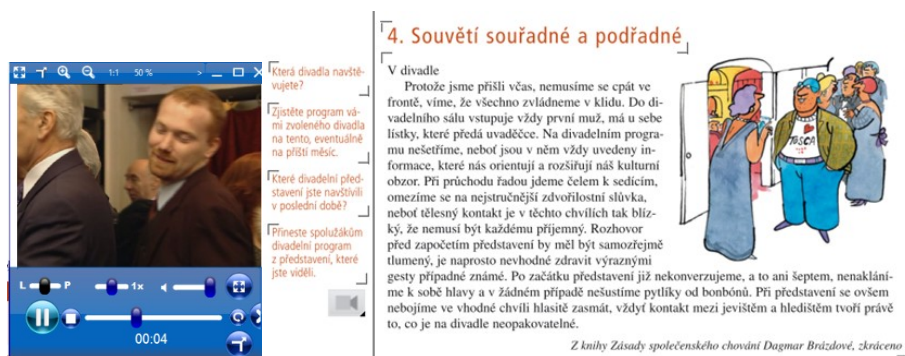 1:1 50 %
L P 1x
00:04
Která divadla navště-
vujete?
Zjistěte program vá-
mi zvoleného divadla
na tento, eventuálně
na příští měsíc.
Které divadelní před-
stavení jste navštívili
v poslední době?
Přineste spolužákům
divadelní program
z představení, které
jste viděli.
4. Souvětí souřadné a podřadné
V divadle
Protože jsme přišli včas, nemusíme se cpát ve
frontě, víme, že všechno zvládneme v klidu. Do di-
vadelního sálu vstupuje vždy první muž, má u sebe
lístky, které předá uvaděčce. Na divadelním progra-
mu nešetříme, neboť jsou v něm vždy uvedeny in-
formace, které nás orientují a rozšiřují náš kulturní
obzor. Při průchodu řadou jdeme čelem k sedícím,
omezíme se na nejstručnější zdvořilostní slůvka,
neboť tělesný kontakt je v těchto chvílích tak blíz-
ký, že nemusí být každému příjemný. Rozhovor
před započetím představení by měl být samozřejmě
tlumený, je naprosto nevhodné zdravit výraznými
gesty případné známé. Po začátku představení již nekonverzujeme, a to ani šeptem, nenakláně-
me k sobě hlavy a v žádném případě nešustíme pytlíky od bonbónů. Při představení se ovšem
nebojíme ve vhodné chvíli hlasitě zasmát, vždyť kontakt mezi jevištěm a hledištěm tvoří právě
to, co je na divadle neopakovatelné.
Z knihy Zásady společenského chování Dagmar Brázdové, zkráceno
TOSCA